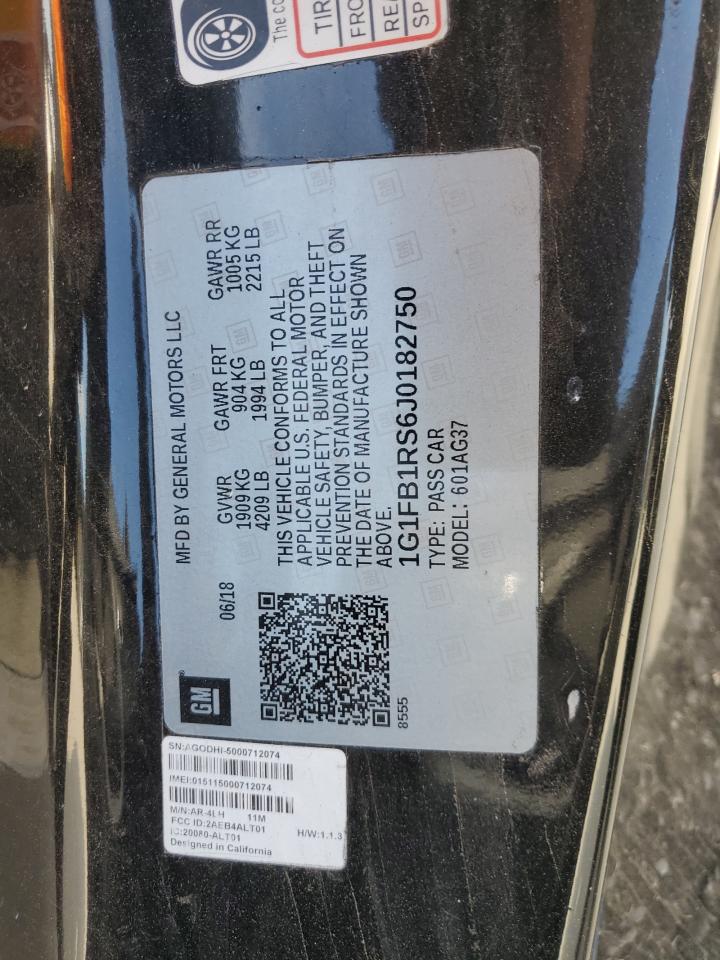 The co
TIR
FRO
RE
SP
GM
MFD BY GENERAL MOTORS LLC
06/18
GVWR GAWR FRT GAWR RR
1909 KG 904 KG 1005 KG
4209 LB 1994 LB 2215 LB
THIS VEHICLE CONFORMS TO ALL
APPLICABLE U.S. FEDERAL MOTOR
VEHICLE SAFETY, BUMPER, AND THEFT
PREVENTION STANDARDS IN EFFECT ON
THE DATE OF MANUFACTURE SHOWN
ABOVE.
1G1FB1RS6J0182750
TYPE: PASS CAR
MODEL: 601AG37
8555
SN:AGODHI-5000712074
IMEI:015115000712074
M/N:AR-4LH 11M
FCC ID:2AEB4ALT01
IC:20080-ALT01 H/W:1.1.3
Designed in California